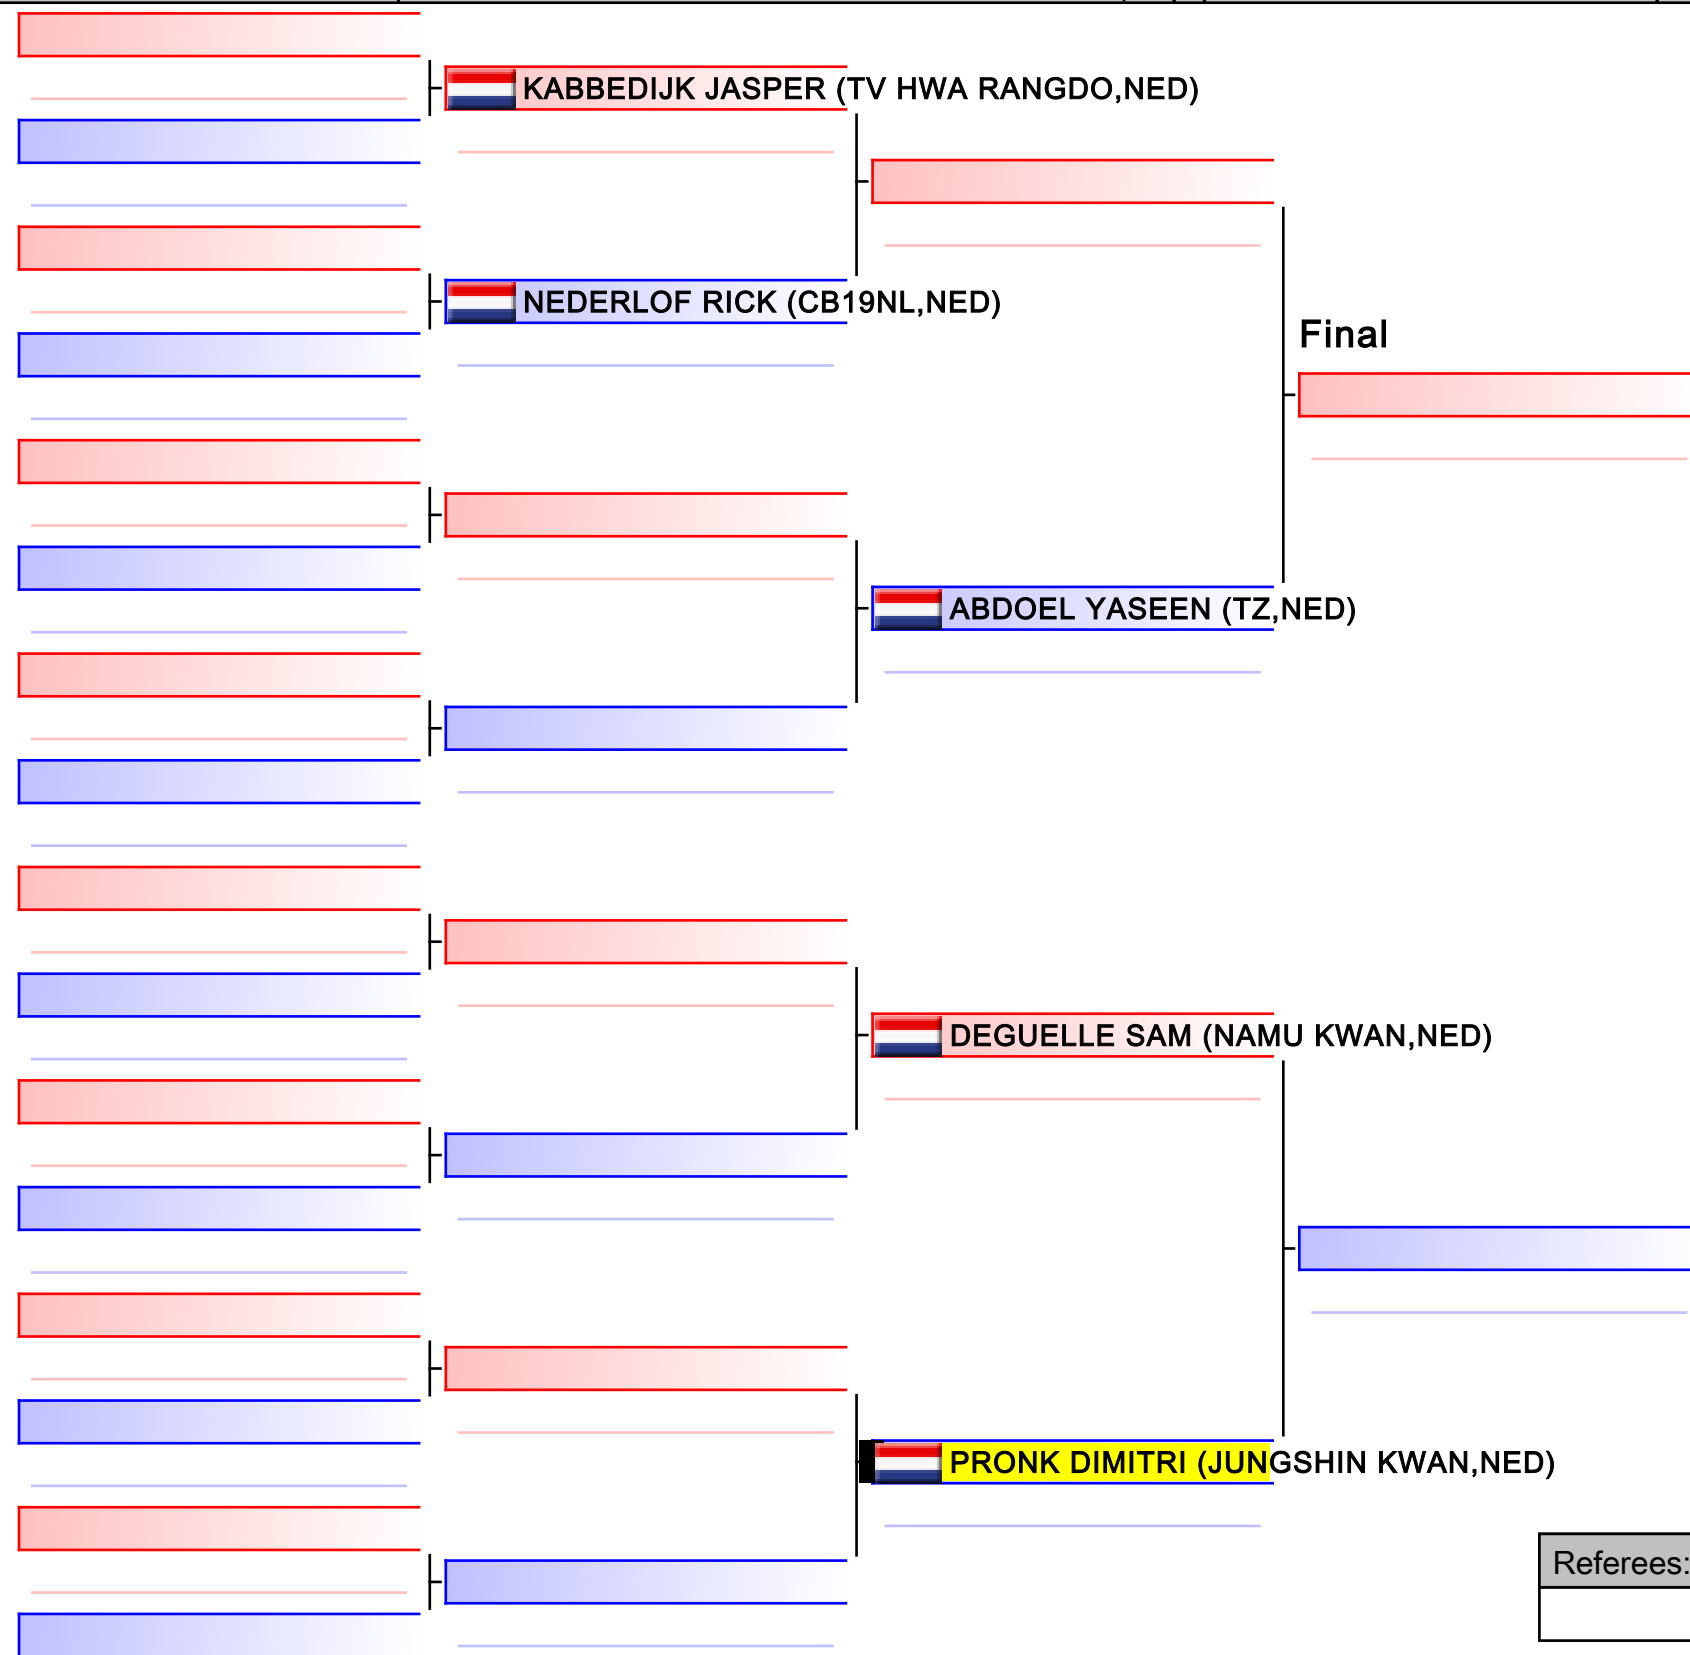 KABBEDIJK JASPER (TV HWA RANGDO,NED)
NEDERLOF RICK (CB19NL,NED)
Final
ABDOEL YASEEN (TZ,NED)
DEGUELLE SAM (NAMU KWAN,NED)
PRONK DIMITRI (JUNGSHIN KWAN,NED)
Referees: